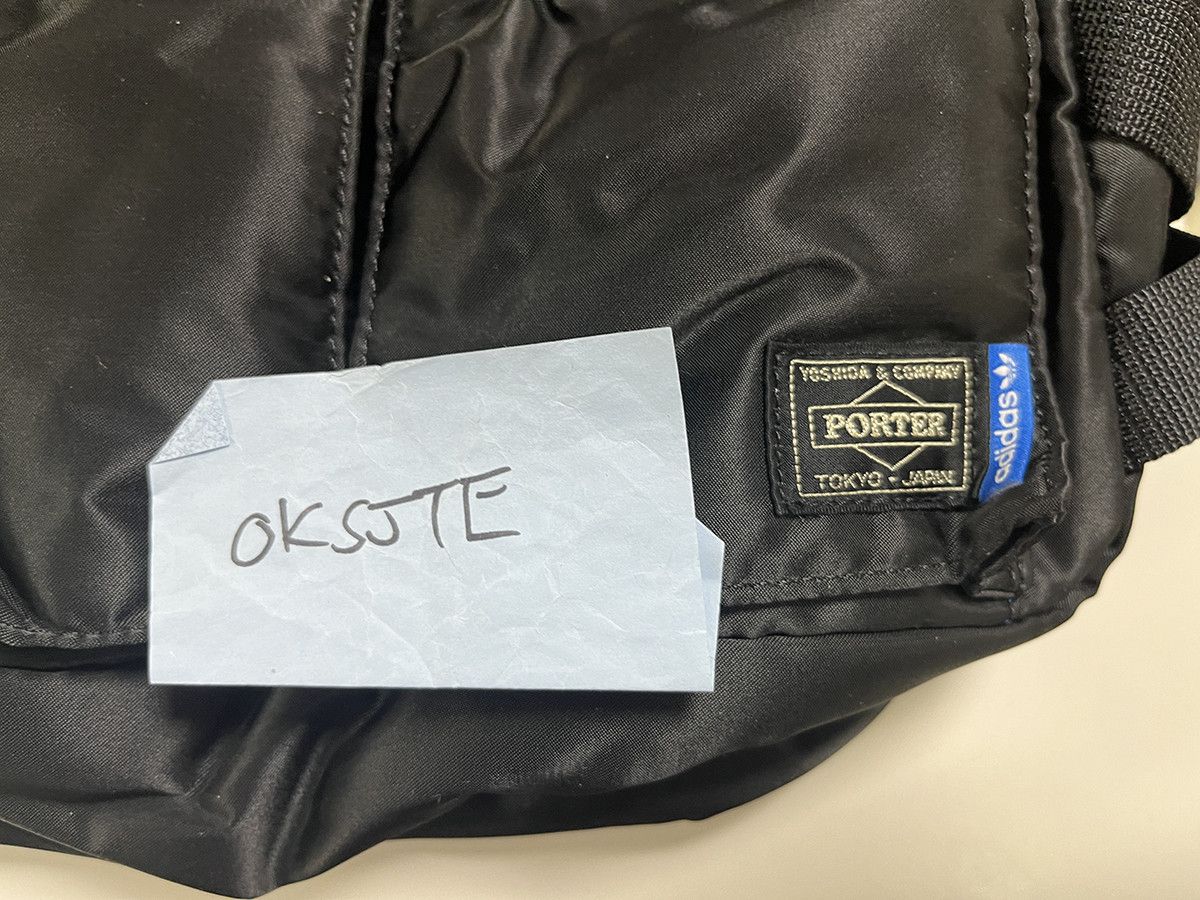 OKSJTE
YOSHIDA & COMPANY
PORTER
TOKYO - JAPAN
adidas